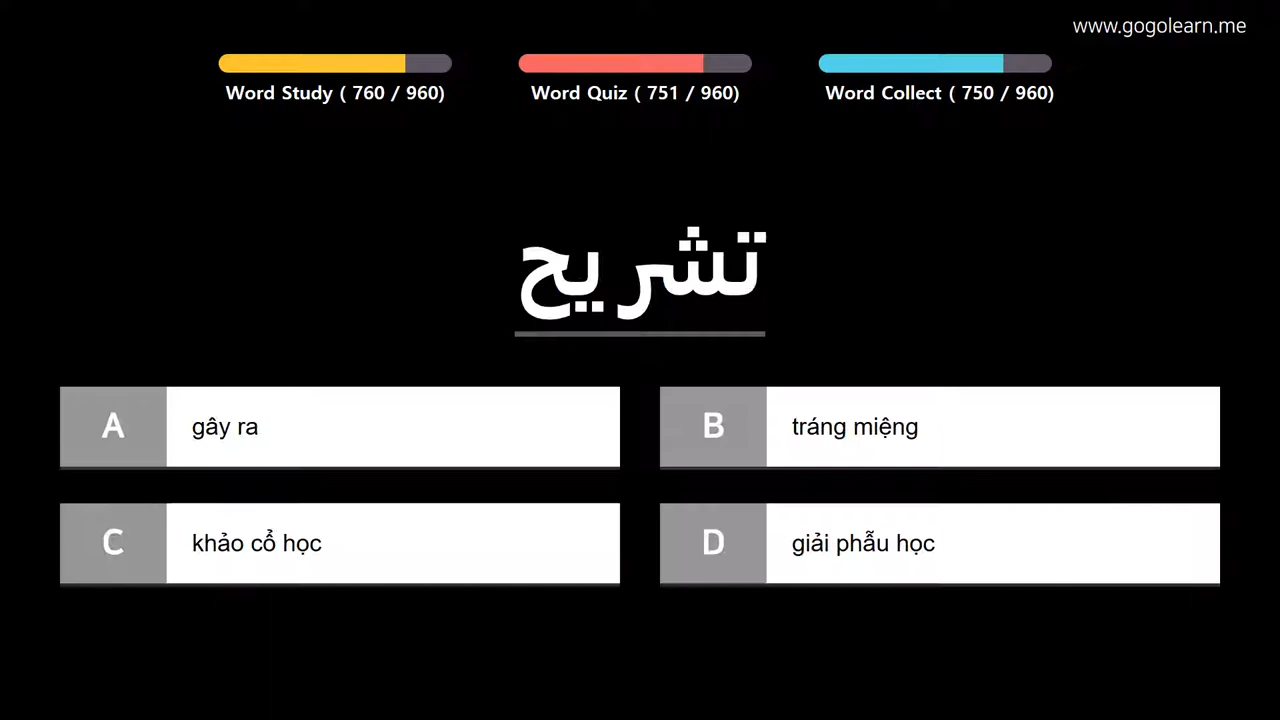 www.gogolearn.me
Word Study ( 760 / 960)
Word Quiz ( 751 / 960)
Word Collect ( 750 / 960)
تشريح
A gây ra
B tráng miệng
C khảo cổ học
D giải phẫu học